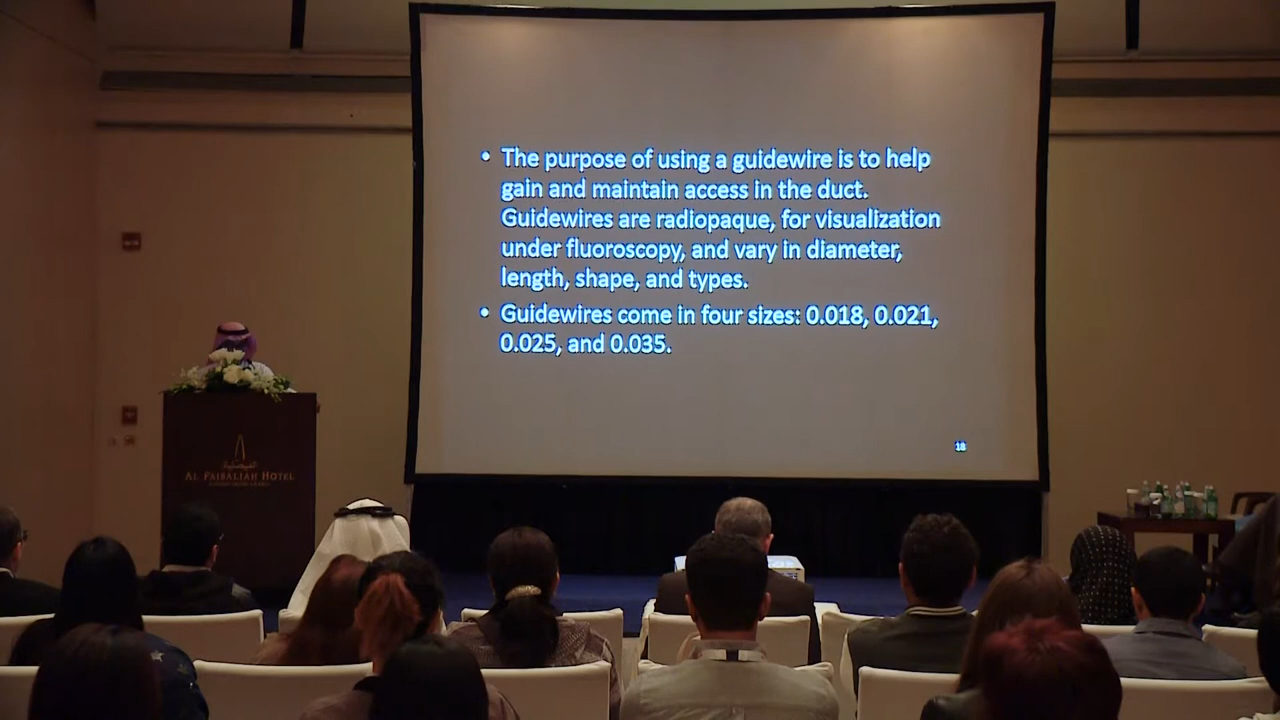 • The purpose of using a guidewire is to help
gain and maintain access in the duct.
Guidewires are radiopaque, for visualization
under fluoroscopy, and vary in diameter,
length, shape, and types.
• Guidewires come in four sizes: 0.018, 0.021,
0.025, and 0.035.
18
الفيصلية
AL FAISALIAH HOTEL